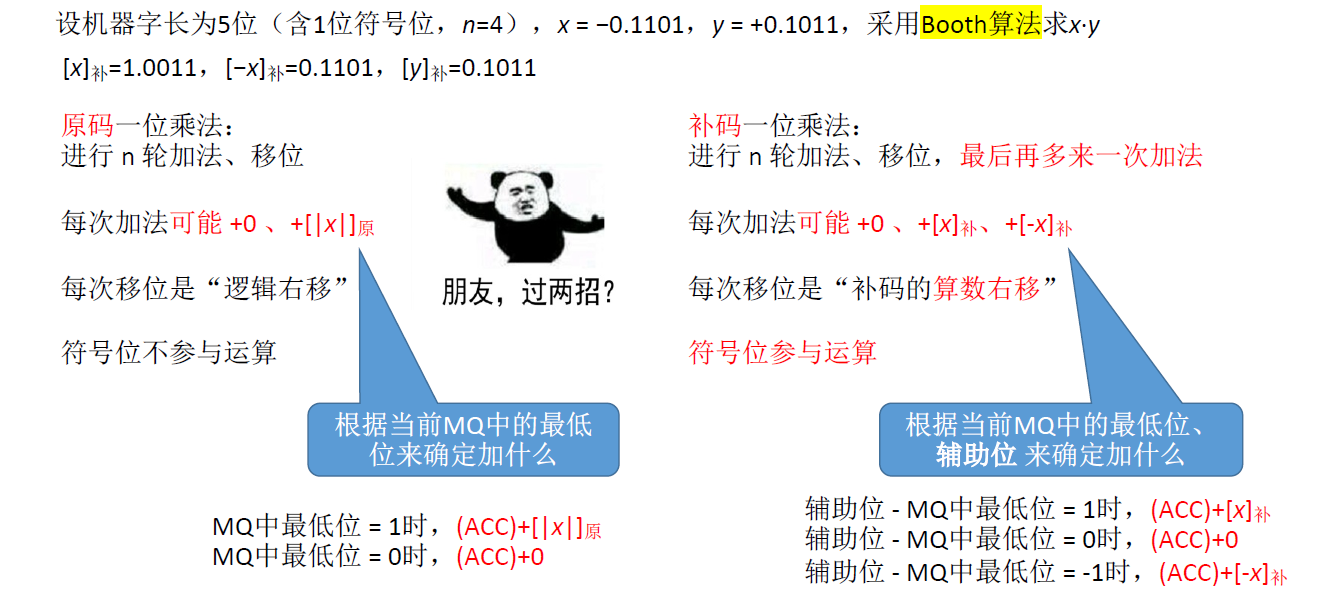 设机器字长为5位（含1位符号位，n=4），x = −0.1101，y = +0.1011，采用Booth算法求x·y
[x]补=1.0011，[−x]补=0.1101，[y]补=0.1011
原码一位乘法：
进行 n 轮加法、移位
每次加法可能 +0 、+[|x|]原
每次移位是“逻辑右移”
符号位不参与运算
朋友，过两招？
根据当前MQ中的最低
位来确定加什么
MQ中最低位 = 1时，(ACC)+[|x|]原
MQ中最低位 = 0时，(ACC)+0
补码一位乘法：
进行 n 轮加法、移位，最后再多来一次加法
每次加法可能 +0 、+[x]补、+[-x]补
每次移位是“补码的算数右移”
符号位参与运算
根据当前MQ中的最低位、
辅助位 来确定加什么
辅助位 - MQ中最低位 = 1时，(ACC)+[x]补
辅助位 - MQ中最低位 = 0时，(ACC)+0
辅助位 - MQ中最低位 = -1时，(ACC)+[-x]补